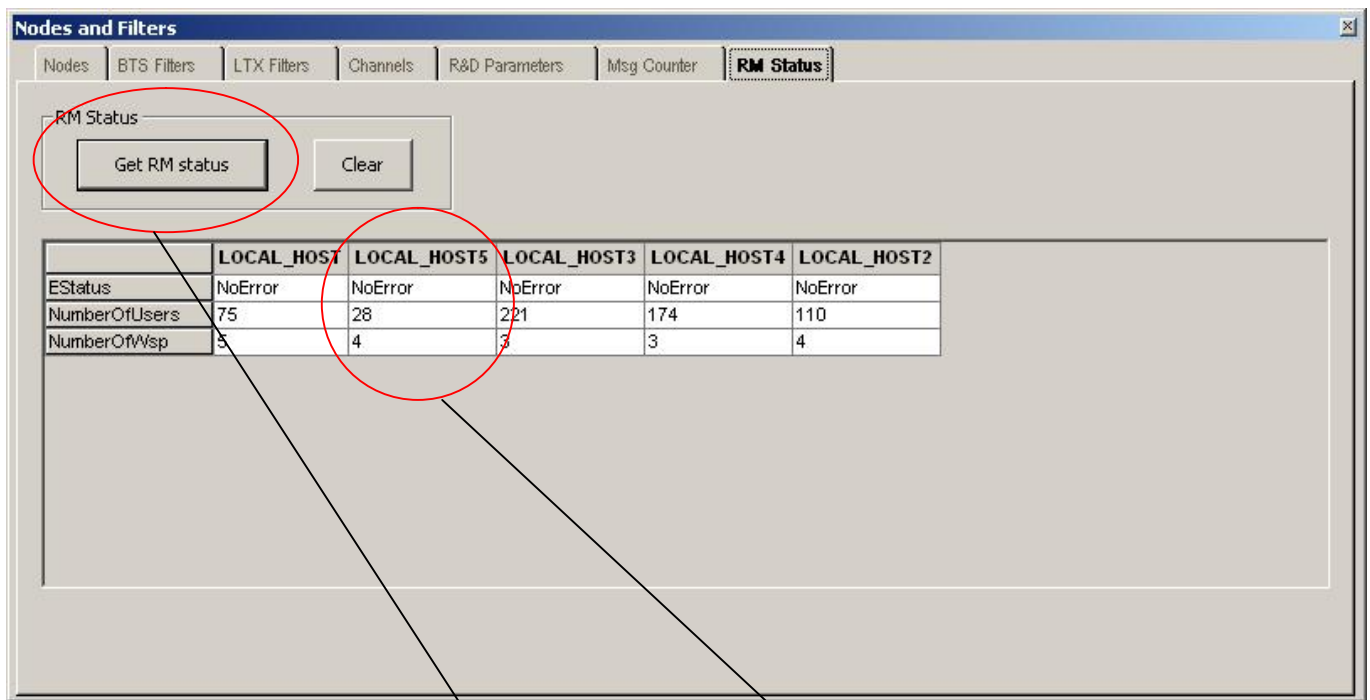 Nodes and Filters
Nodes BTS Filters LTX Filters Channels R&D Parameters Msg Counter RM Status
RM Status
Get RM status Clear
LOCAL_HOST LOCAL_HOST5 LOCAL_HOST3 LOCAL_HOST4 LOCAL_HOST2
EStatus NoError NoError NoError NoError NoError
NumberOfUsers 75 28 221 174 110
NumberOfWsp 5 4 3 3 4